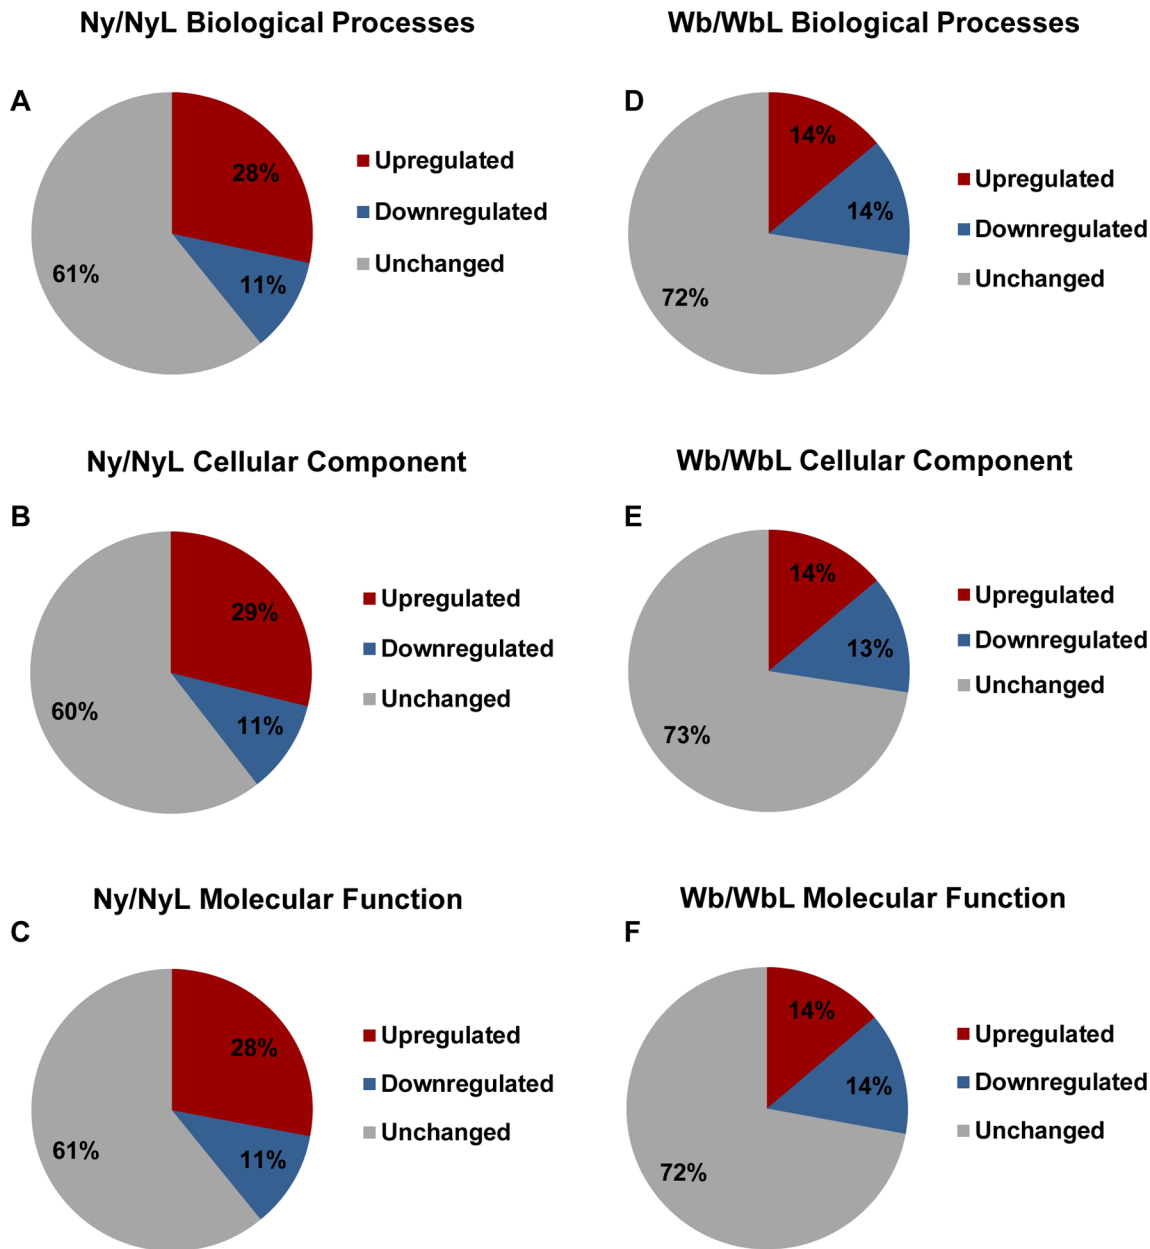 Ny/NyL Biological Processes
A
28%
11%
61%
Upregulated
Downregulated
Unchanged
Wb/WbL Biological Processes
D
14%
14%
72%
Upregulated
Downregulated
Unchanged
Ny/NyL Cellular Component
B
29%
11%
60%
Upregulated
Downregulated
Unchanged
Wb/WbL Cellular Component
E
14%
13%
73%
Upregulated
Downregulated
Unchanged
Ny/NyL Molecular Function
C
28%
11%
61%
Upregulated
Downregulated
Unchanged
Wb/WbL Molecular Function
F
14%
14%
72%
Upregulated
Downregulated
Unchanged